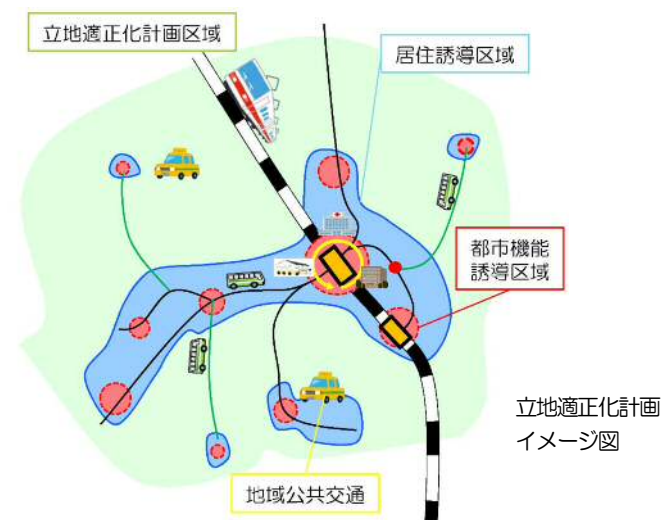 立地適正化計画区域
居住誘導区域
都市機能
誘導区域
立地適正化計画
イメージ図
地域公共交通